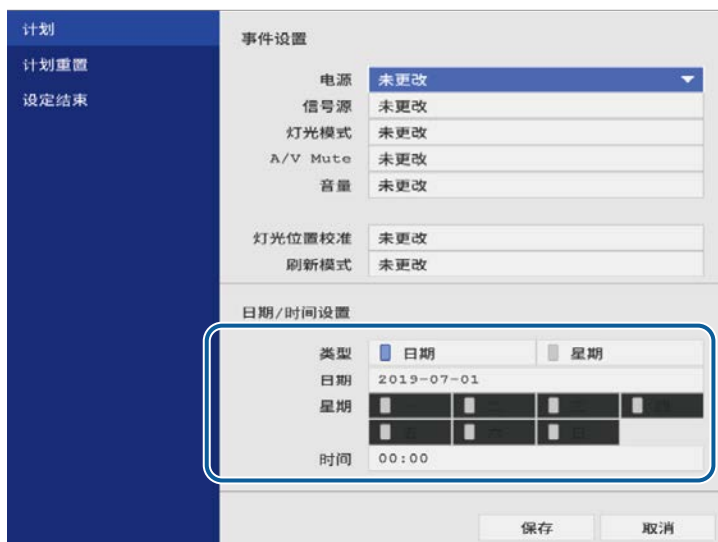 计划
计划重置
设定结束
事件设置
电源 未更改
信号源 未更改
灯光模式 未更改
A/V Mute 未更改
音量 未更改
灯光位置校准 未更改
刷新模式 未更改
日期/时间设置
类型 日期 星期
日期 2019-07-01
星期 一 二 三 四
五 六 日
时间 00:00
保存 取消